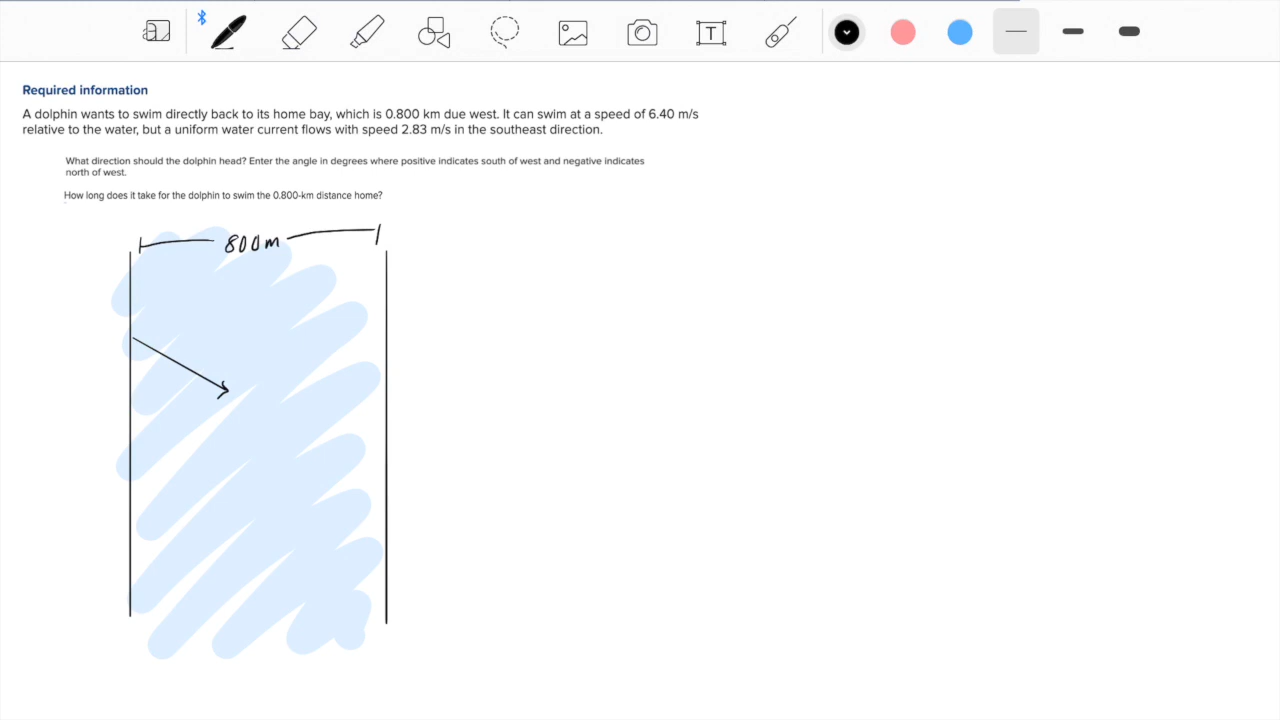 T
Required information
A dolphin wants to swim directly back to its home bay, which is 0.800 km due west. It can swim at a speed of 6.40 m/s
relative to the water, but a uniform water current flows with speed 2.83 m/s in the southeast direction.
What direction should the dolphin head? Enter the angle in degrees where positive indicates south of west and negative indicates
north of west.
How long does it take for the dolphin to swim the 0.800-km distance home?
800m